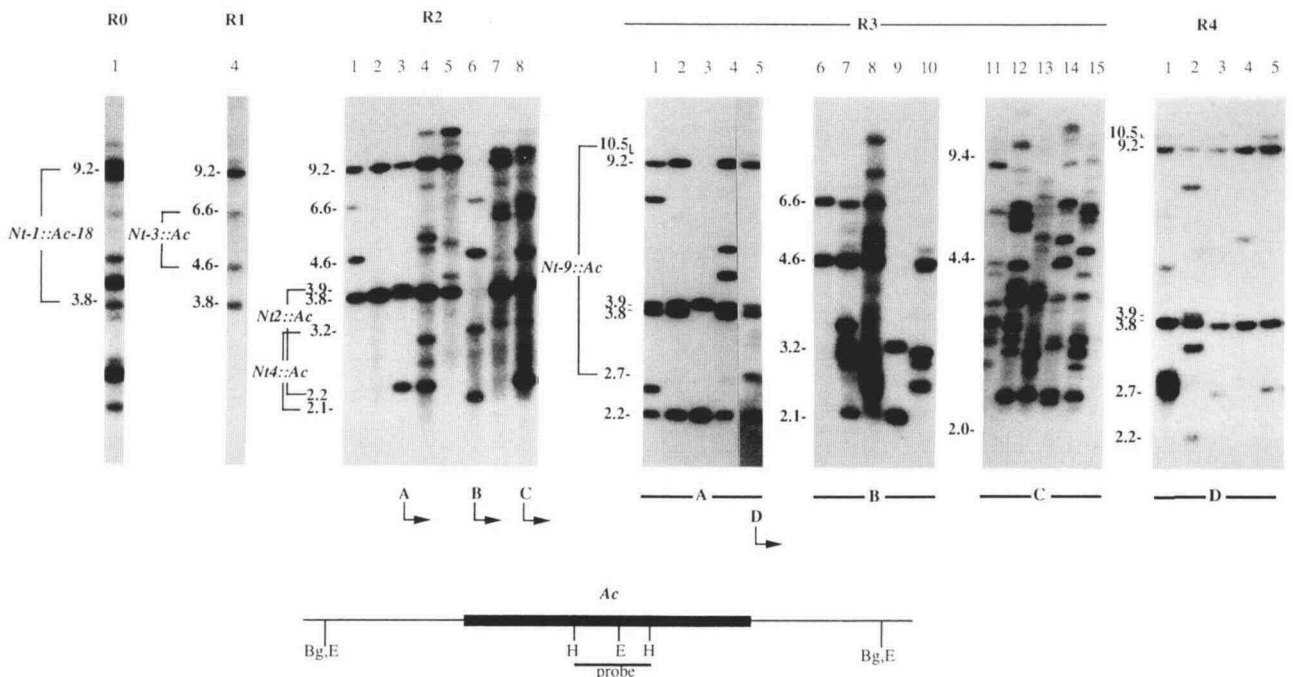 R0 R1 R2 R3 R4
1 4 1 2 3 4 5 6 7 8 1 2 3 4 5 6 7 8 9 10 11 12 13 14 15 1 2 3 4 5
9.2-
Nt-1::Ac-18
3.8-
9.2-
6.6-
Nt-3::Ac
4.6-
3.8-
9.2-
6.6-
4.6-
3.9-
3.8-
Nt2::Ac
3.2-
Nt4::Ac
2.2
2.1-
10.5
9.2-
Nt-9::Ac
3.9
3.8
2.7-
2.2-
6.6-
4.6-
3.2-
2.1-
9.4-
4.4-
2.0-
10.5
9.2-
3.9
3.8
2.7-
2.2-
A B C A B C D
D
Ac
Bg,E H E H Bg,E
probe